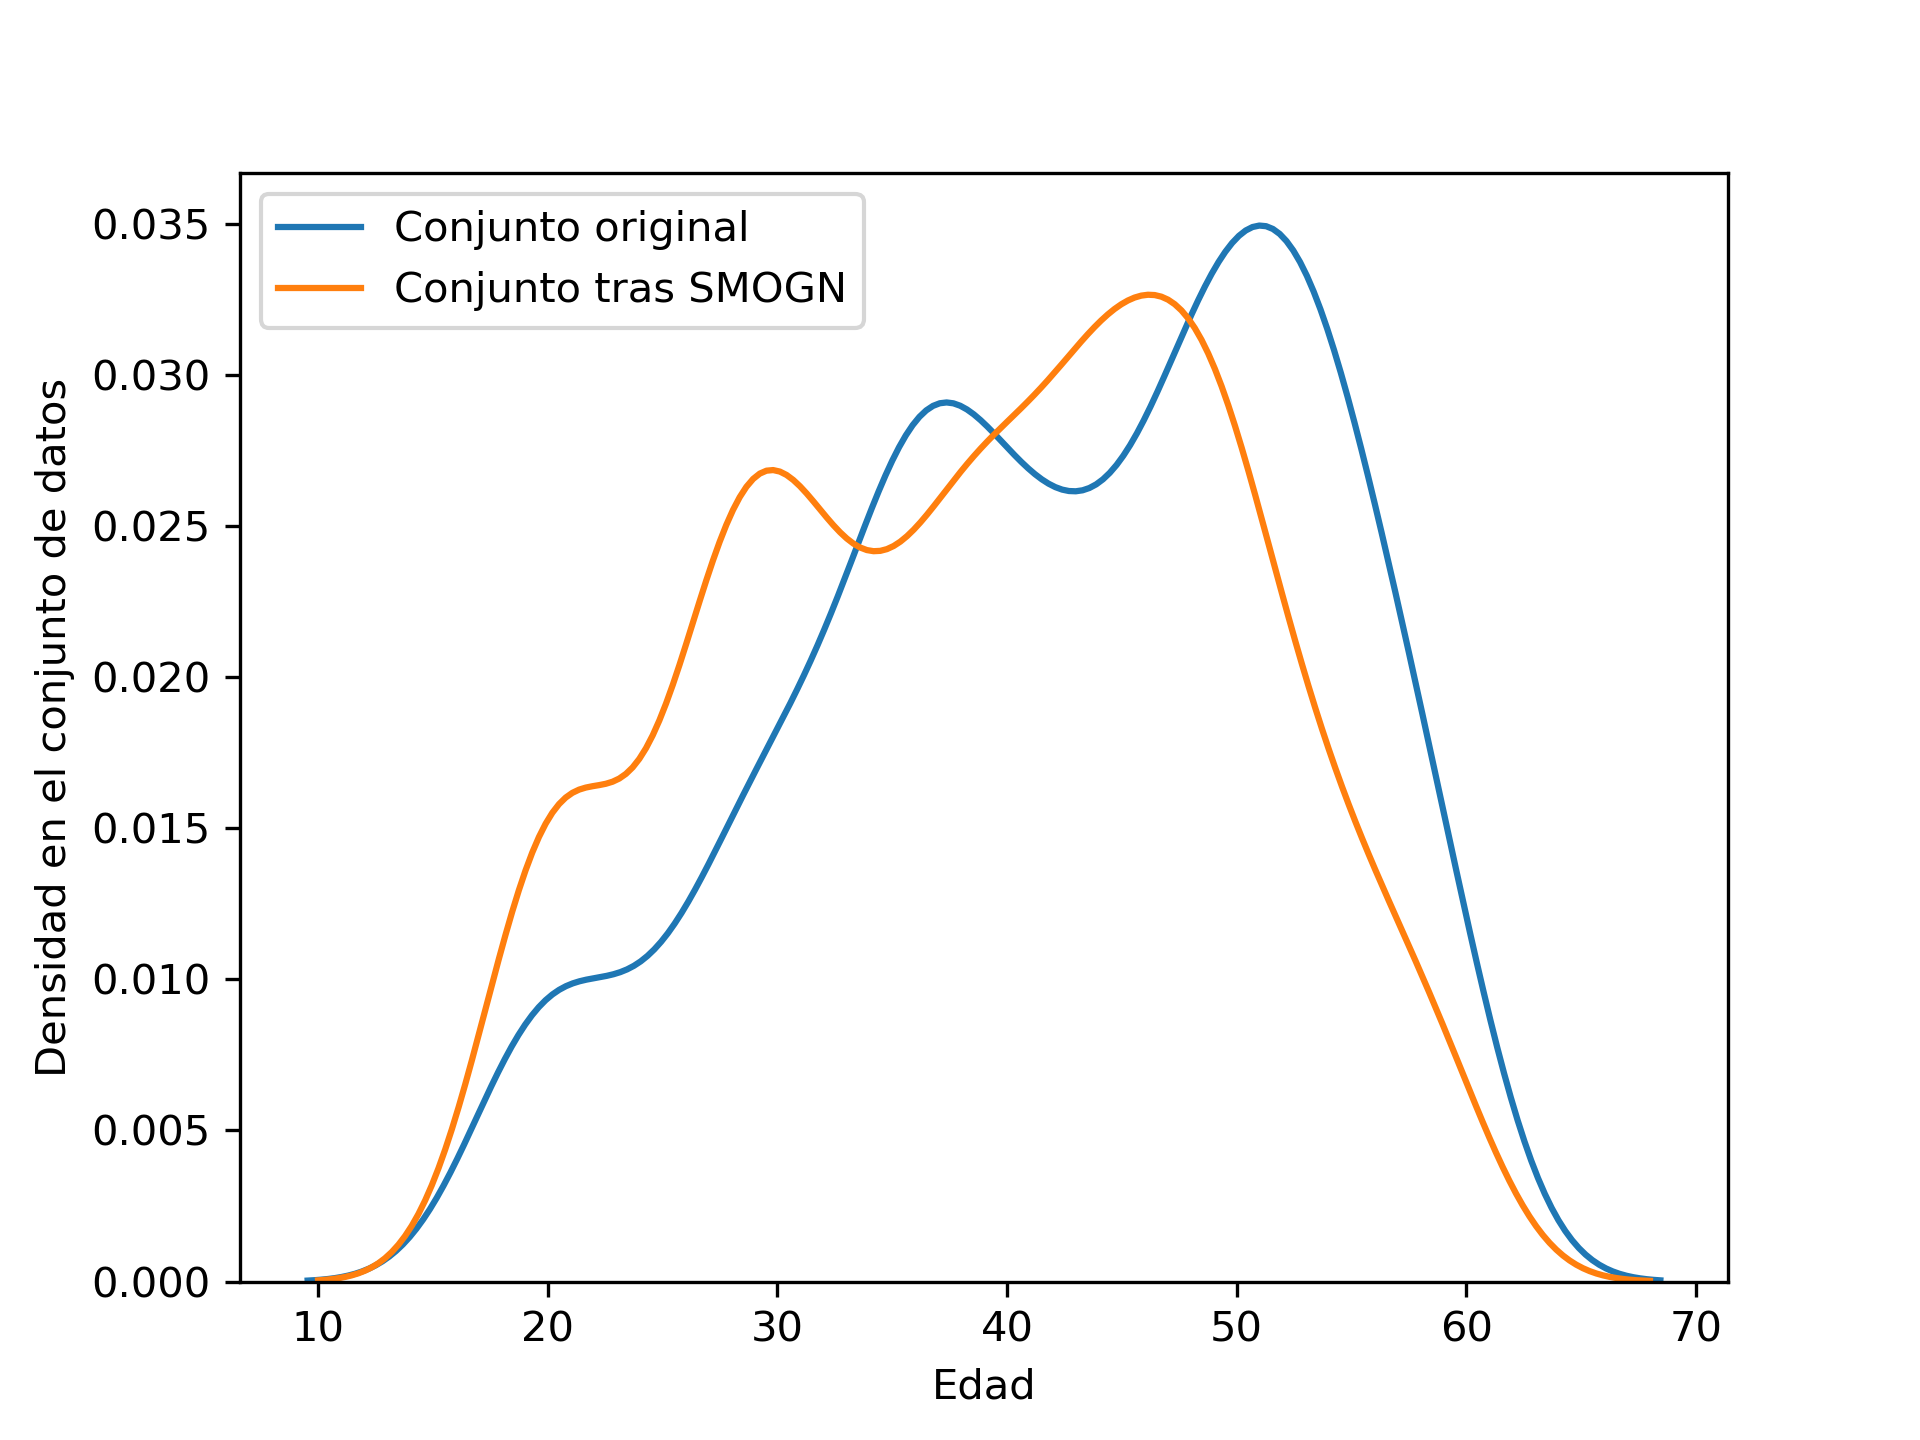 Conjunto original
Conjunto tras SMOGN
Densidad en el conjunto de datos
0.035
0.030
0.025
0.020
0.015
0.010
0.005
0.000
10 20 30 40 50 60 70
Edad